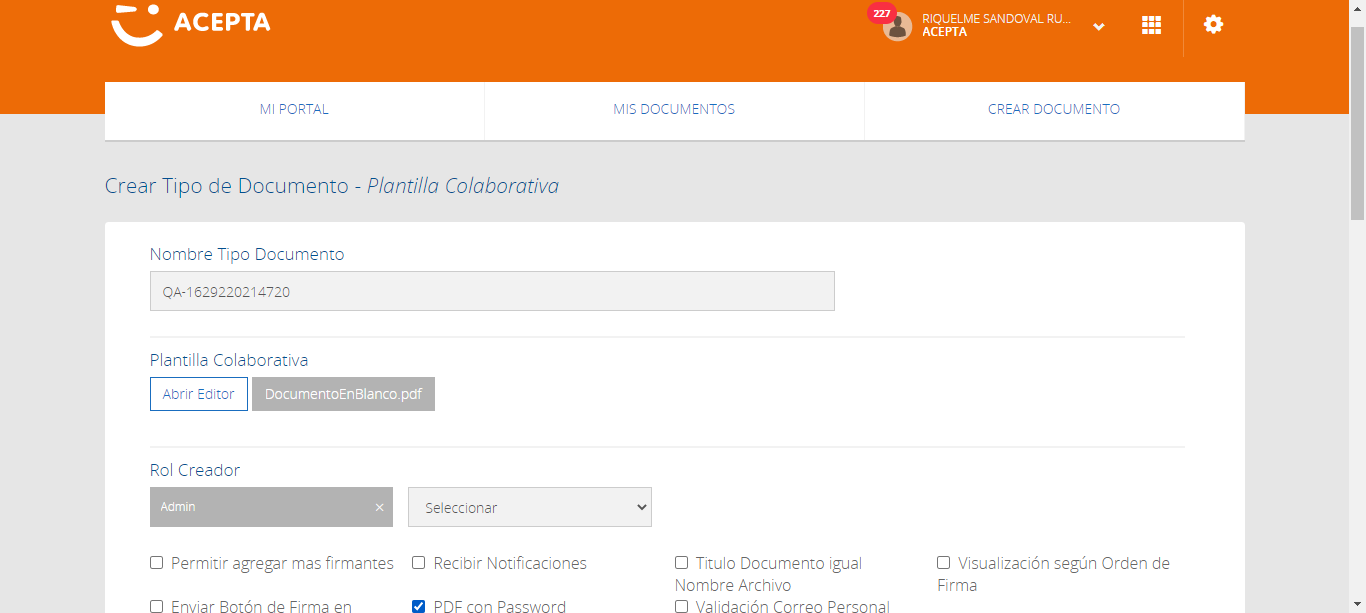 ACEPTA
227
RIQUELME SANDOVAL RU...
ACEPTA
MI PORTAL
MIS DOCUMENTOS
CREAR DOCUMENTO
Crear Tipo de Documento - Plantilla Colaborativa
Nombre Tipo Documento
QA-1629220214720
Plantilla Colaborativa
Abrir Editor
DocumentoEnBlanco.pdf
Rol Creador
Admin ×
Seleccionar
Permitir agregar mas firmantes
Recibir Notificaciones
Titulo Documento igual
Nombre Archivo
Visualización según Orden de
Firma
Enviar Botón de Firma en
PDF con Password
Validación Correo Personal